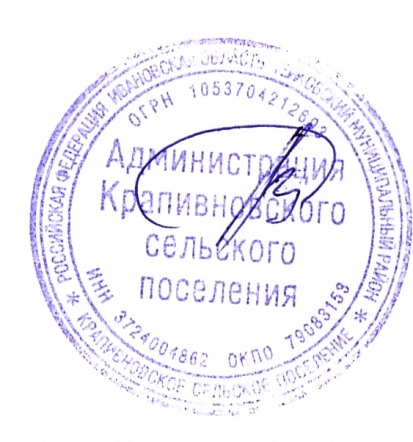 РОССИЙСКАЯ ФЕДЕРАЦИЯ ИВАНОВСКАЯ ОБЛАСТЬ МУНИЦИПАЛЬНЫЙ РАЙОН
* КРАПИВНОВСКОЕ СЕЛЬСКОЕ ПОСЕЛЕНИЕ *
ОГРН
ИНН 3724004862 ОКПО 79083153
Администрация
Крапивновского
сельского
поселения